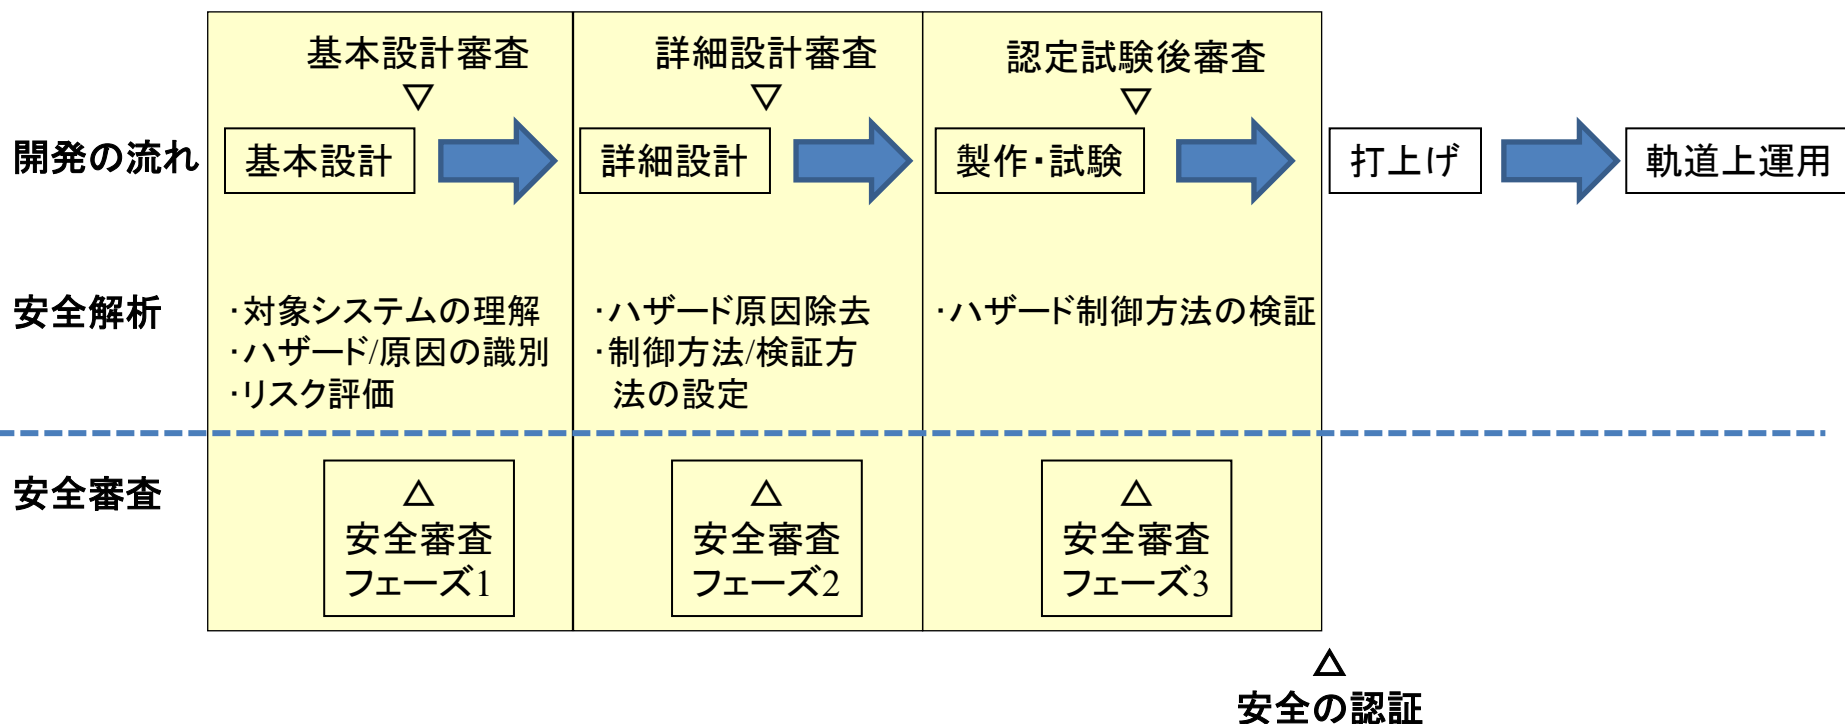 基本設計審査
▽
詳細設計審査
▽
認定試験後審査
▽
開発の流れ
基本設計
詳細設計
製作・試験
打上げ
軌道上運用
安全解析
・対象システムの理解
・ハザード/原因の識別
・リスク評価
・ハザード原因除去
・制御方法/検証方
法の設定
・ハザード制御方法の検証
安全審査
△
安全審査
フェーズ1
△
安全審査
フェーズ2
△
安全審査
フェーズ3
△
安全の認証